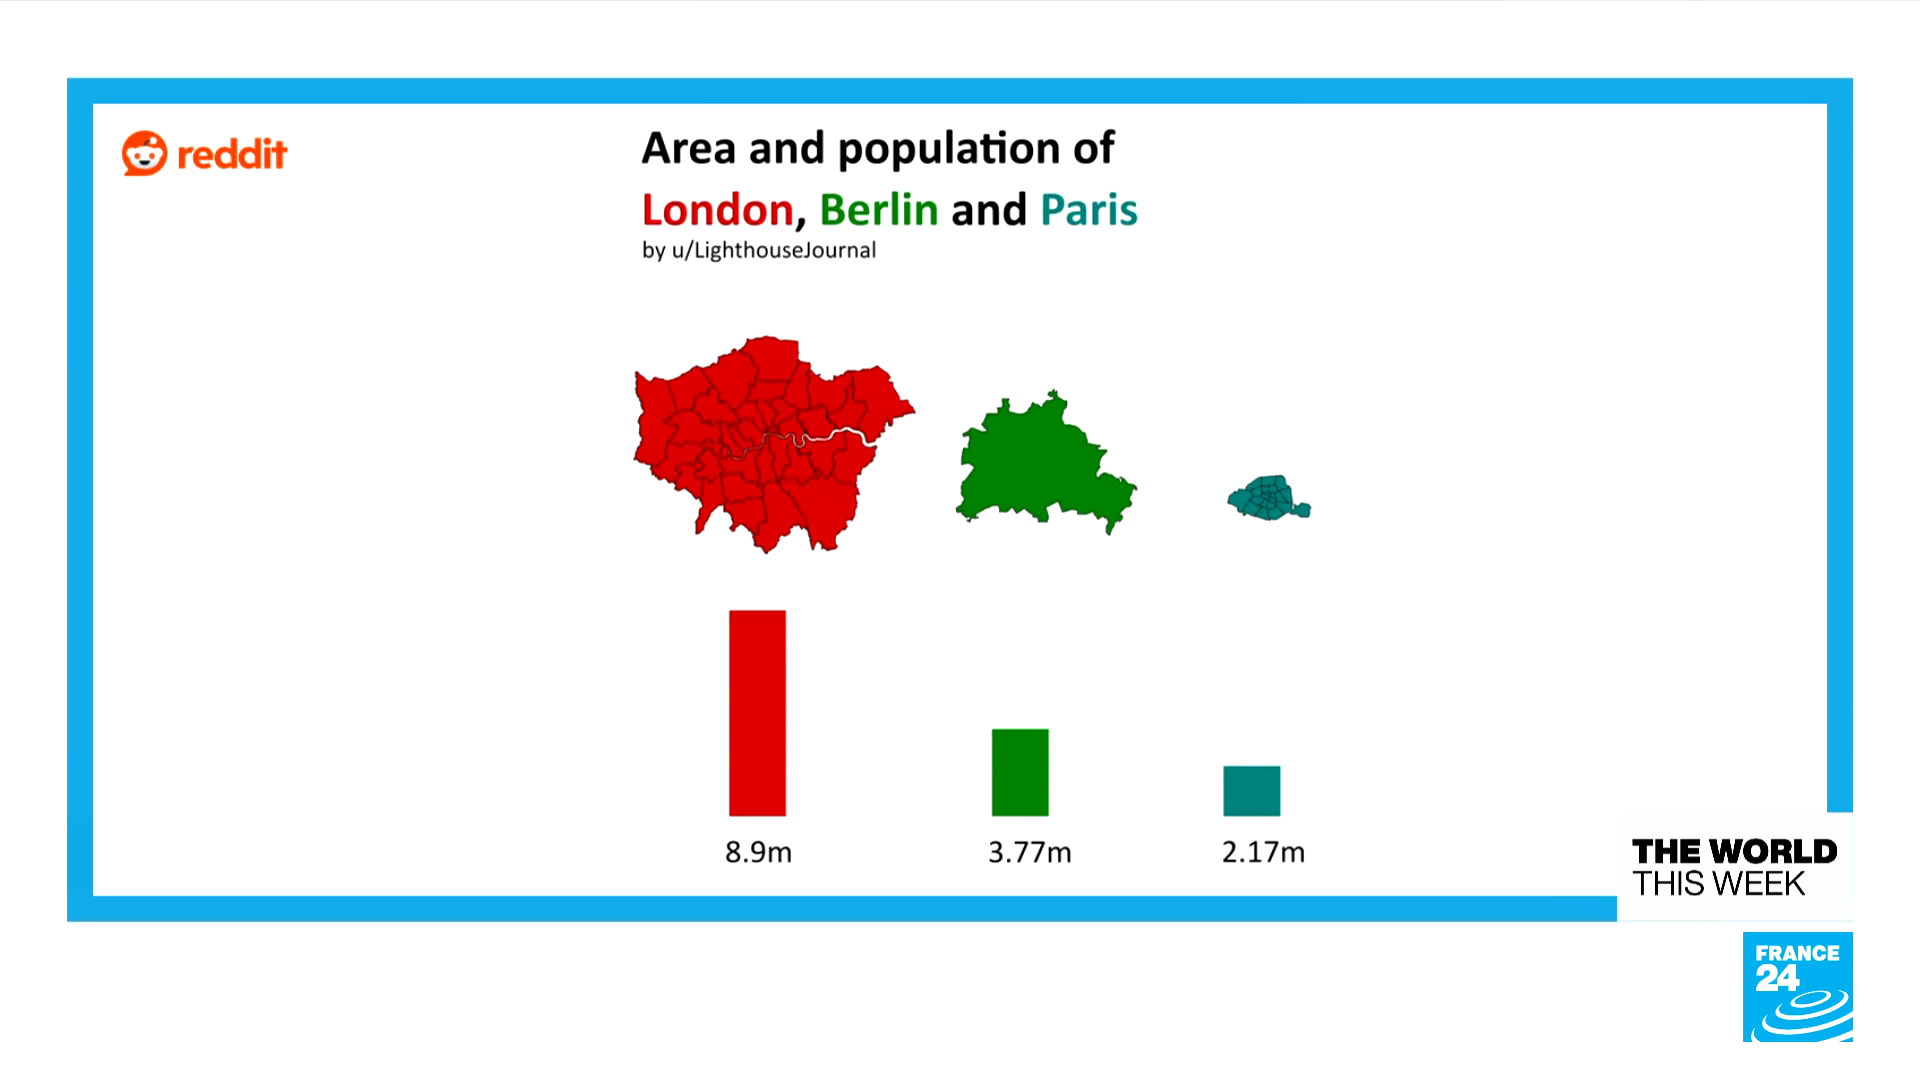 reddit
Area and population of
London, Berlin and Paris
by u/LighthouseJournal
8.9m
3.77m
2.17m
THE WORLD
THIS WEEK
FRANCE
24